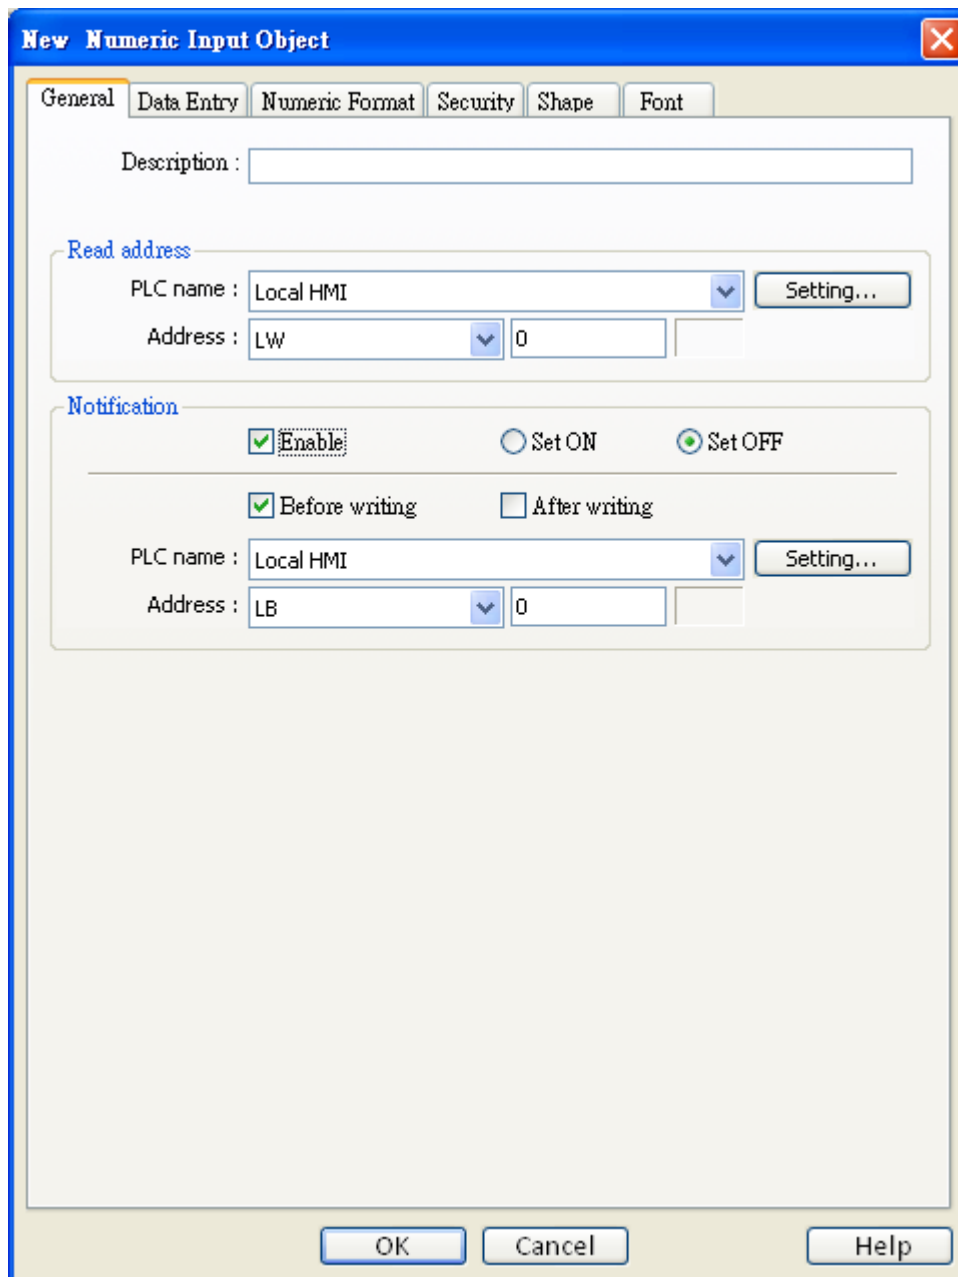 New Numeric Input Object
General Data Entry Numeric Format Security Shape Font
Description :
Read address
PLC name : Local HMI Setting...
Address : LW 0
Notification
Enable Set ON Set OFF
Before writing After writing
PLC name : Local HMI Setting...
Address : LB 0
OK Cancel Help